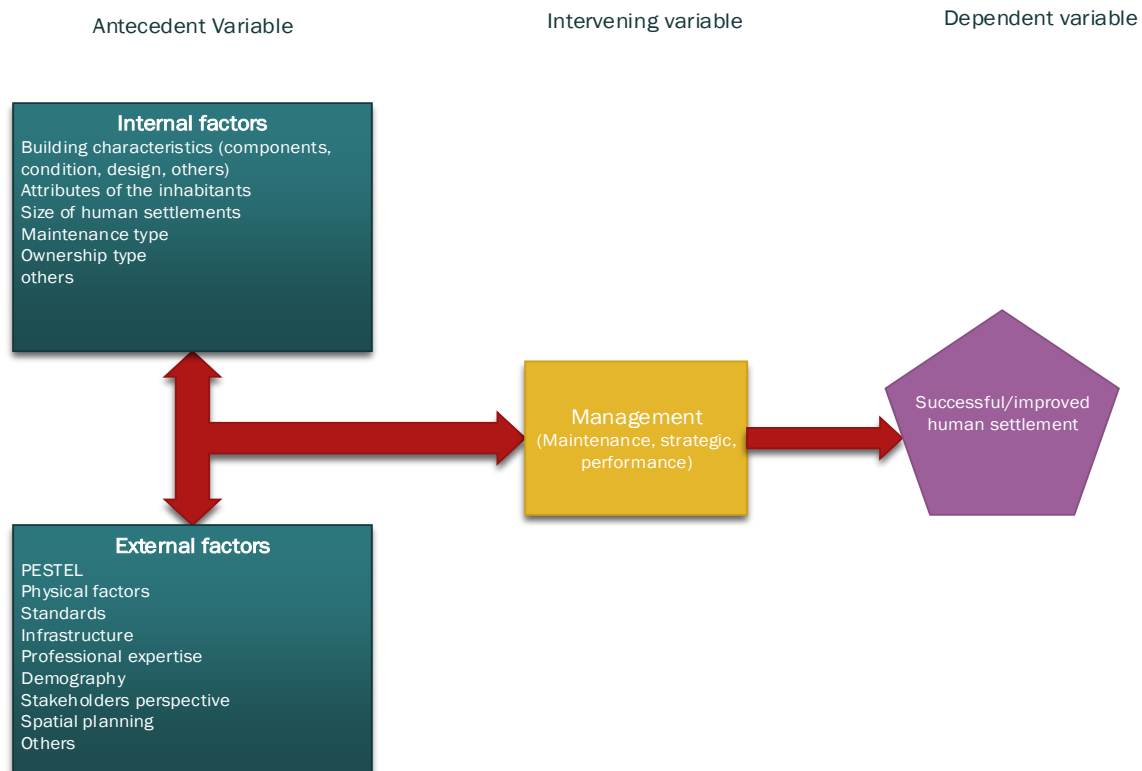 Antecedent Variable
Intervening variable
Dependent variable
Internal factors
Building characteristics (components,
condition, design, others)
Attributes of the inhabitants
Size of human settlements
Maintenance type
Ownership type
others
Management
(Maintenance, strategic,
performance)
Successful/improved
human settlement
External factors
PESTEL
Physical factors
Standards
Infrastructure
Professional expertise
Demography
Stakeholders perspective
Spatial planning
Others